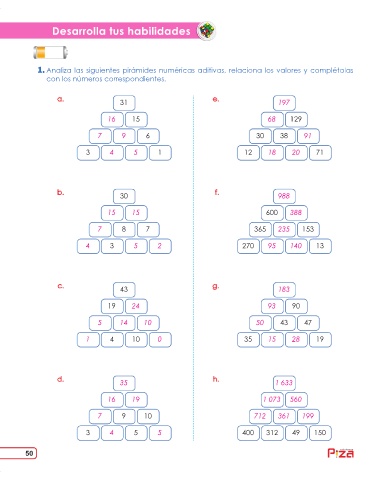 Desarrolla tus habilidades
1. Analiza las siguientes pirámides numéricas aditivas, relaciona los valores y complétalas
con los números correspondientes.
a.
31
16 15
7 9 6
3 4 5 1
e.
197
68 129
30 38 91
12 18 20 71
b.
30
15 15
7 8 7
4 3 5 2
f.
988
600 388
365 235 153
270 95 140 13
c.
43
19 24
5 14 10
1 4 10 0
g.
183
93 90
50 43 47
35 15 28 19
d.
35
16 19
7 9 10
3 4 5 5
h.
1 633
1 073 560
712 361 199
400 312 49 150
50